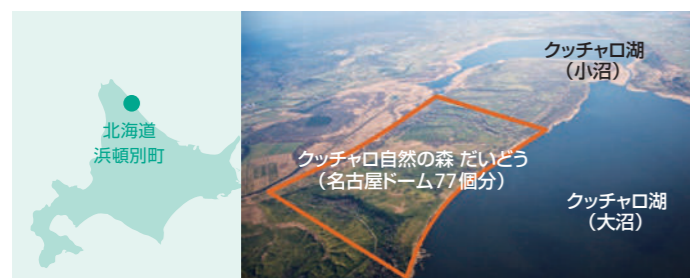 北海道
浜頓別町
クッチャロ湖
（小沼）
クッチャロ自然の森 だいどう
（名古屋ドーム77個分）
クッチャロ湖
（大沼）